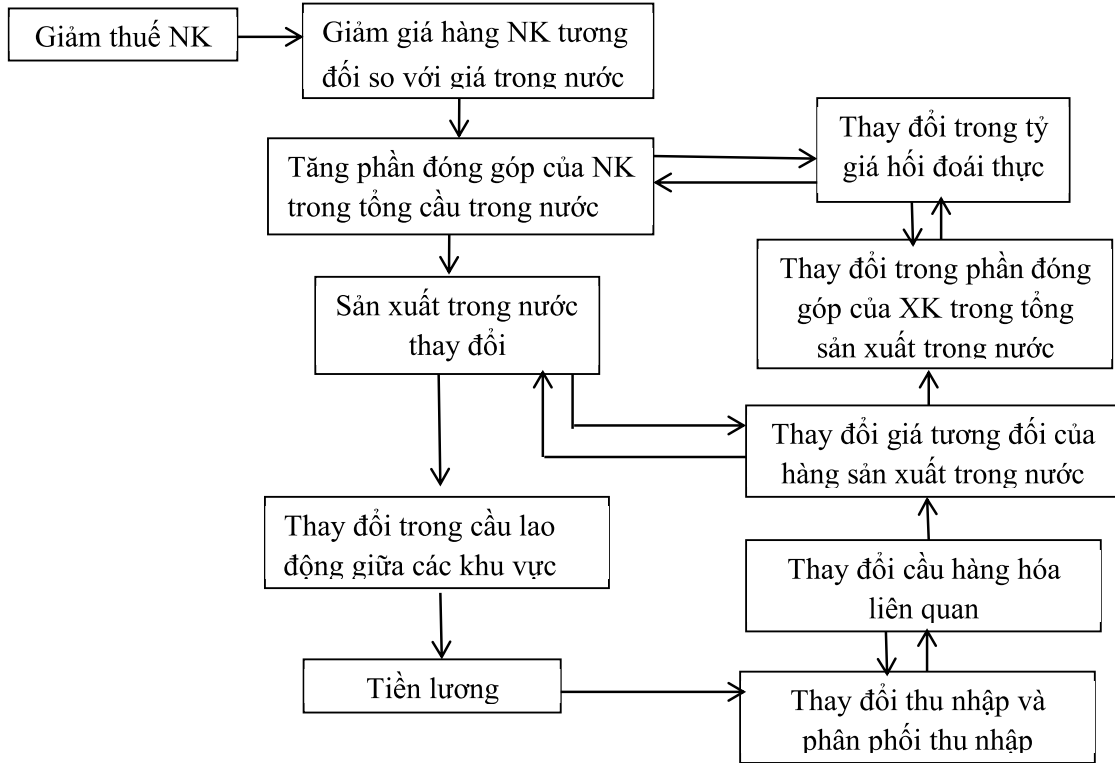 Giảm thuế NK
Giảm giá hàng NK tương
đối so với giá trong nước
Tăng phần đóng góp của NK
trong tổng cầu trong nước
Thay đổi trong tỷ
giá hối đoái thực
Sản xuất trong nước
thay đổi
Thay đổi trong phần đóng
góp của XK trong tổng
sản xuất trong nước
Thay đổi giá tương đối của
hàng sản xuất trong nước
Thay đổi trong cầu lao
động giữa các khu vực
Thay đổi cầu hàng hóa
liên quan
Tiền lương
Thay đổi thu nhập và
phân phối thu nhập